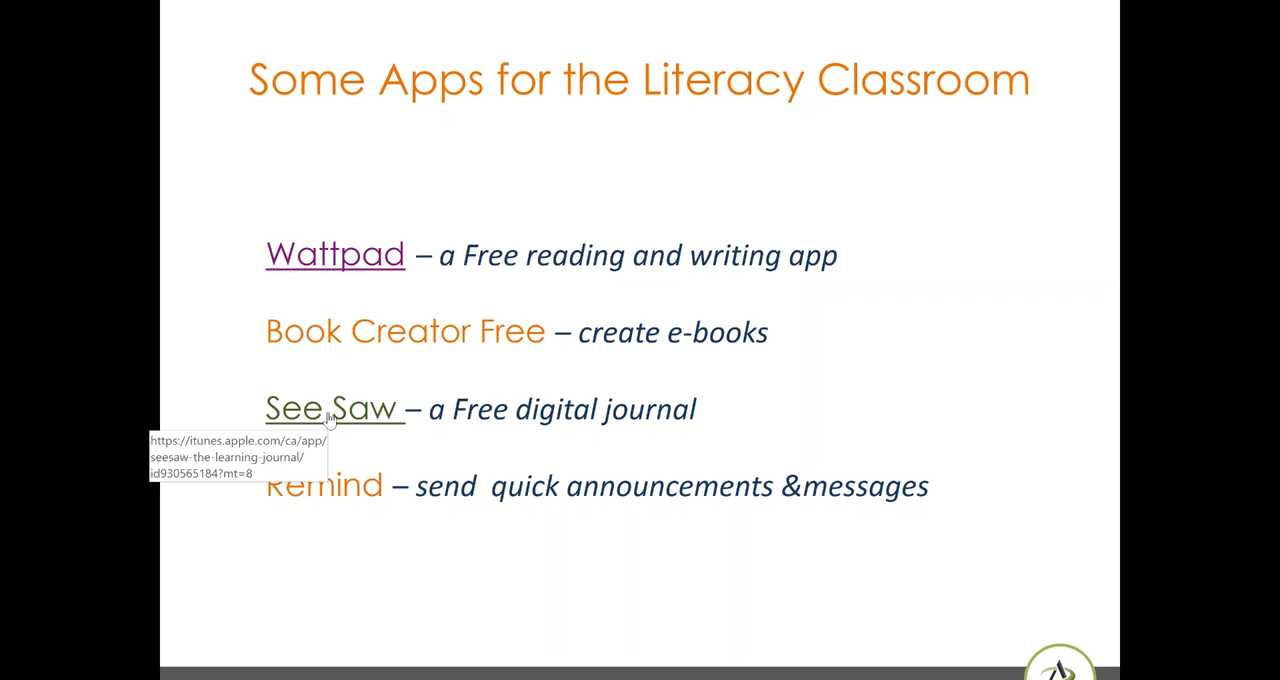 Some Apps for the Literacy Classroom
Wattpad – a Free reading and writing app
Book Creator Free – create e-books
See Saw – a Free digital journal
https://itunes.apple.com/ca/app/
seesaw-the-learning-journal/
id930565184?mt=8
Remind – send  quick announcements &messages